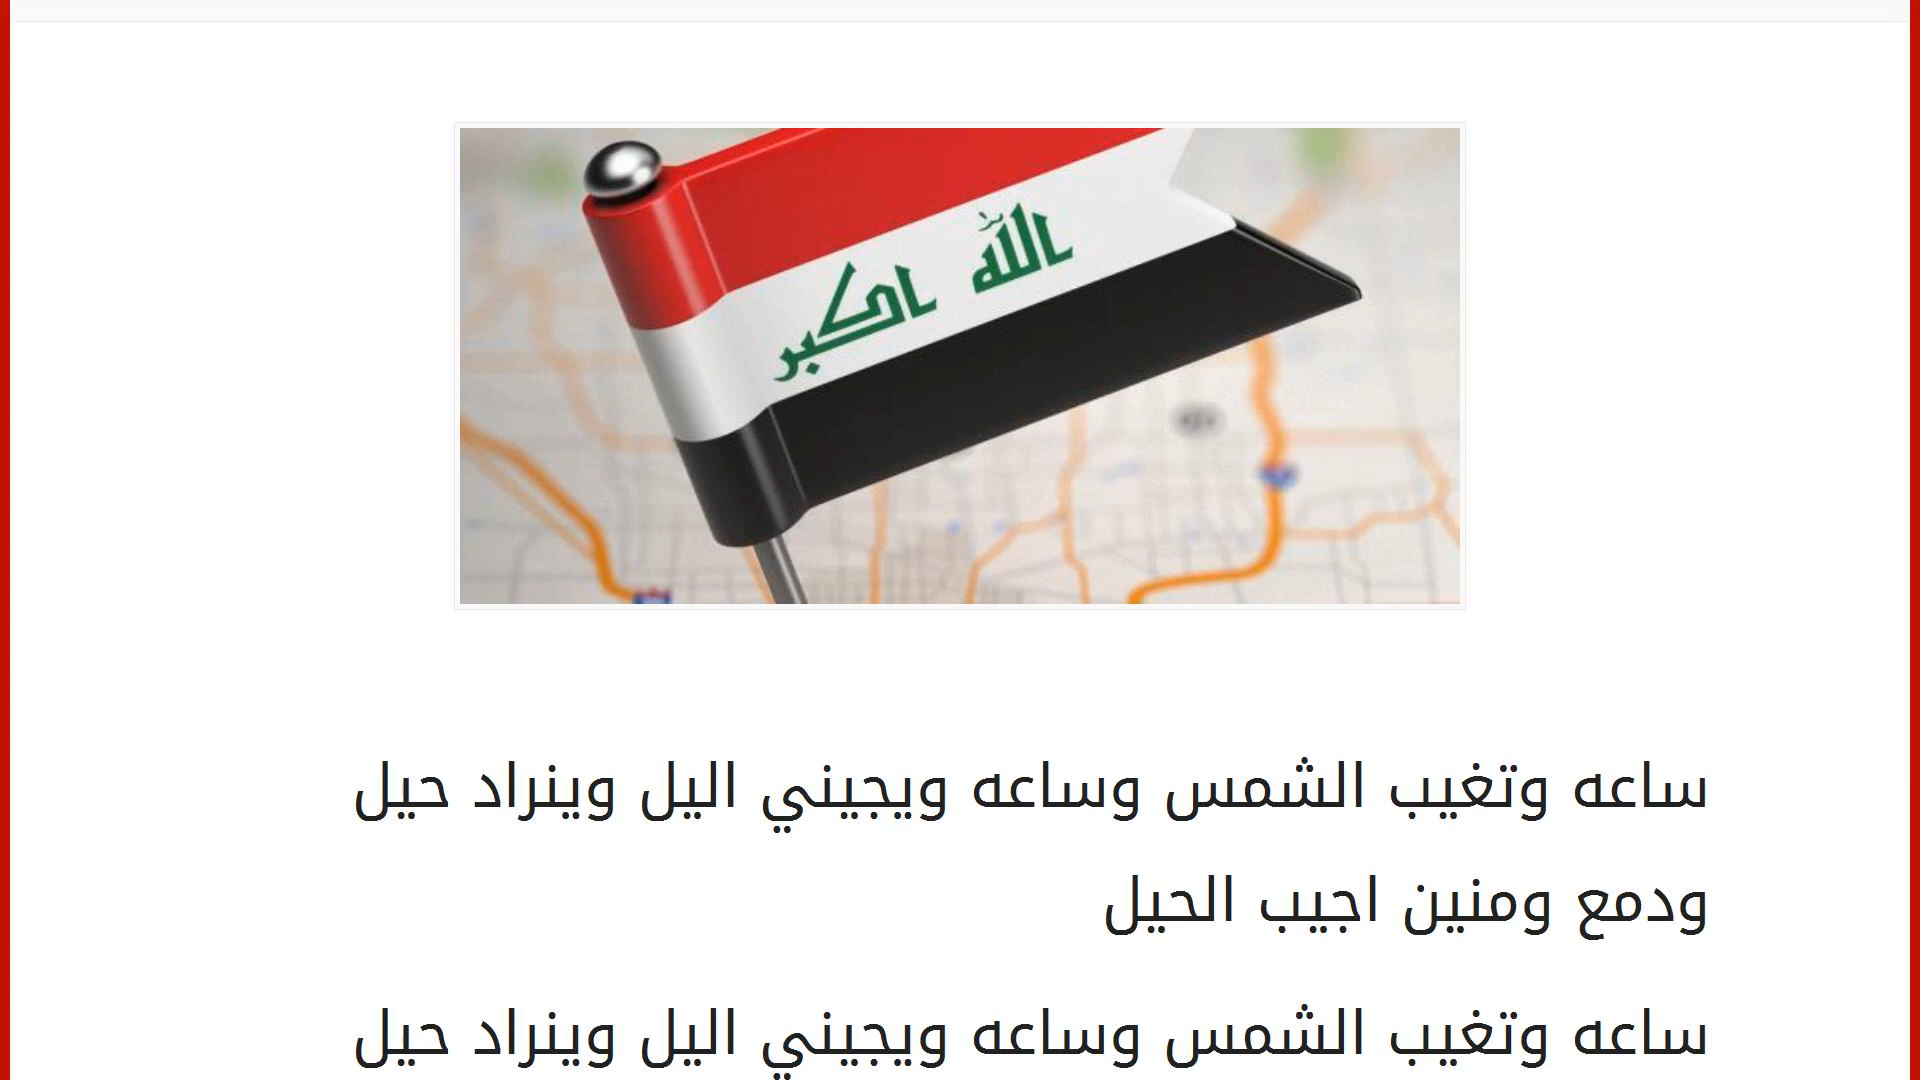 الله اكبر
ساعه وتغيب الشمس وساعه ويجيني اليل وينراد حيل
ودمع ومنين اجيب الحيل
ساعه وتغيب الشمس وساعه ويجيني اليل وينراد حيل